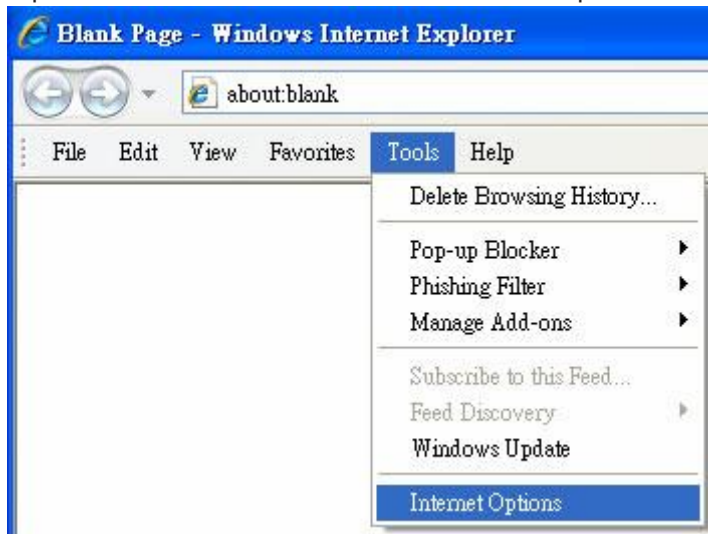 Blank Page - Windows Internet Explorer
about:blank
File Edit View Favorites Tools Help
Delete Browsing History...
Pop-up Blocker
Phishing Filter
Manage Add-ons
Subscribe to this Feed...
Feed Discovery
Windows Update
Internet Options